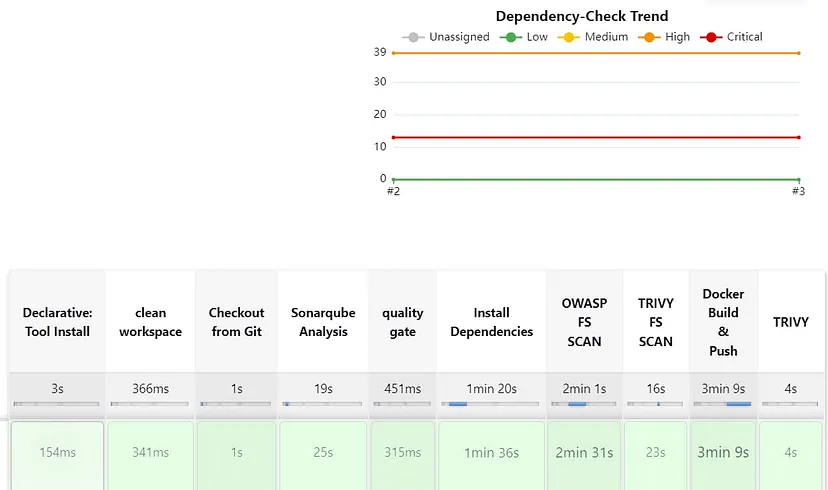 Dependency-Check Trend
Unassigned Low Medium High Critical
39
30
20
10
0
#2 #3
Declarative: Tool Install
clean workspace
Checkout from Git
Sonarqube Analysis
quality gate
Install Dependencies
OWASP FS SCAN
TRIVY FS SCAN
Docker Build & Push
TRIVY
3s 366ms 1s 19s 451ms 1min 20s 2min 1s 16s 3min 9s 4s
154ms 341ms 1s 25s 315ms 1min 36s 2min 31s 23s 3min 9s 4s